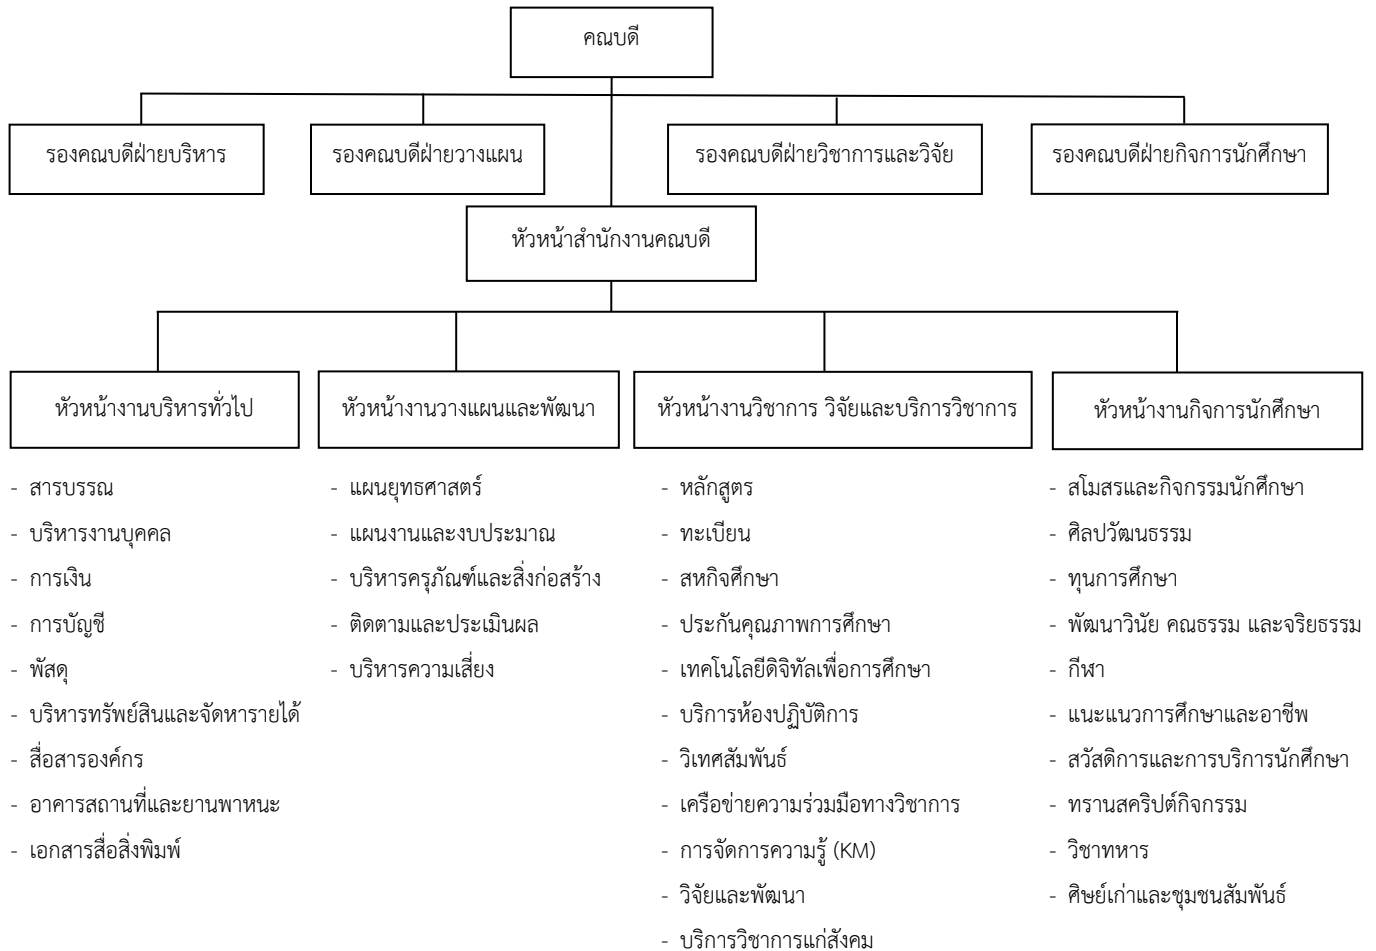 คณบดี
รองคณบดีฝ่ายบริหาร
รองคณบดีฝ่ายวางแผน
รองคณบดีฝ่ายวิชาการและวิจัย
รองคณบดีฝ่ายกิจการนักศึกษา
หัวหน้าสำนักงานคณบดี
หัวหน้างานบริหารทั่วไป
หัวหน้างานวางแผนและพัฒนา
หัวหน้างานวิชาการ วิจัยและบริการวิชาการ
หัวหน้างานกิจการนักศึกษา
- สารบรรณ
- บริหารงานบุคคล
- การเงิน
- การบัญชี
- พัสดุ
- บริหารทรัพย์สินและจัดหารายได้
- สื่อสารองค์กร
- อาคารสถานที่และยานพาหนะ
- เอกสารสื่อสิ่งพิมพ์
- แผนยุทธศาสตร์
- แผนงานและงบประมาณ
- บริหารครุภัณฑ์และสิ่งก่อสร้าง
- ติดตามและประเมินผล
- บริหารความเสี่ยง
- หลักสูตร
- ทะเบียน
- สหกิจศึกษา
- ประกันคุณภาพการศึกษา
- เทคโนโลยีดิจิทัลเพื่อการศึกษา
- บริการห้องปฏิบัติการ
- วิเทศสัมพันธ์
- เครือข่ายความร่วมมือทางวิชาการ
- การจัดการความรู้ (KM)
- วิจัยและพัฒนา
- บริการวิชาการแก่สังคม
- สโมสรและกิจกรรมนักศึกษา
- ศิลปวัฒนธรรม
- ทุนการศึกษา
- พัฒนาวินัย คณธรรม และจริยธรรม
- กีฬา
- แนะแนวการศึกษาและอาชีพ
- สวัสดิการและการบริการนักศึกษา
- ทรานสคริปต์กิจกรรม
- วิชาทหาร
- ศิษย์เก่าและชุมชนสัมพันธ์